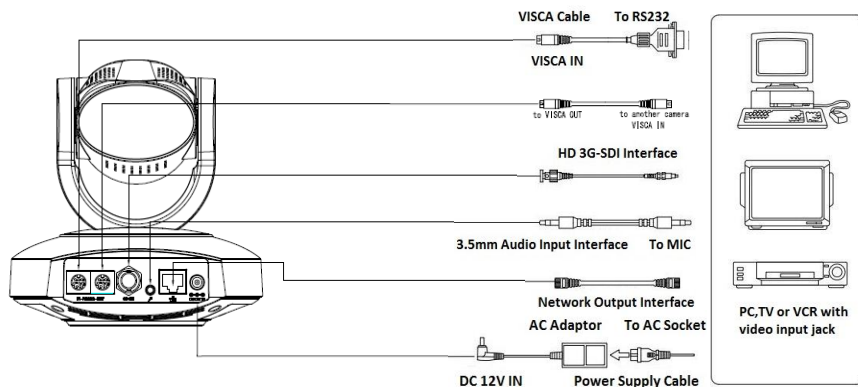 VISCA Cable To RS232
VISCA IN
to VISCA OUT to another camera
VISCA IN
HD 3G-SDI Interface
3.5mm Audio Input Interface To MIC
Network Output Interface
AC Adaptor To AC Socket
DC 12V IN Power Supply Cable
PC,TV or VCR with
video input jack